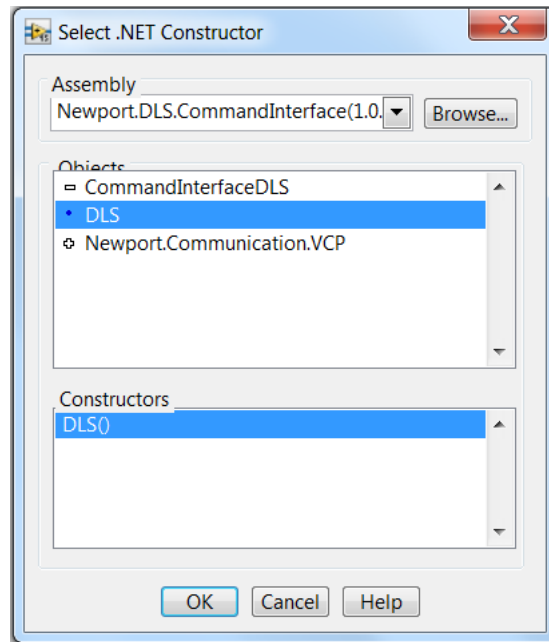 Select .NET Constructor
Assembly
Newport.DLS.CommandInterface(1.0.
Browse...
Objects
CommandInterfaceDLS
DLS
Newport.Communication.VCP
Constructors
DLS()
OK Cancel Help